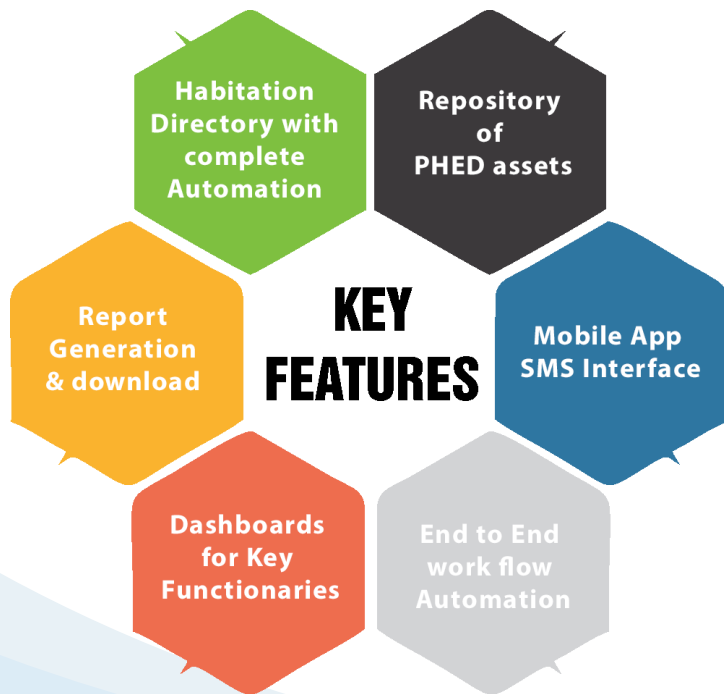 Habitation
Directory with
complete
Automation
Repository
of
PHED assets
Report
Generation
& download
KEY
FEATURES
Mobile App
SMS Interface
Dashboards
for Key
Functionaries
End to End
work flow
Automation